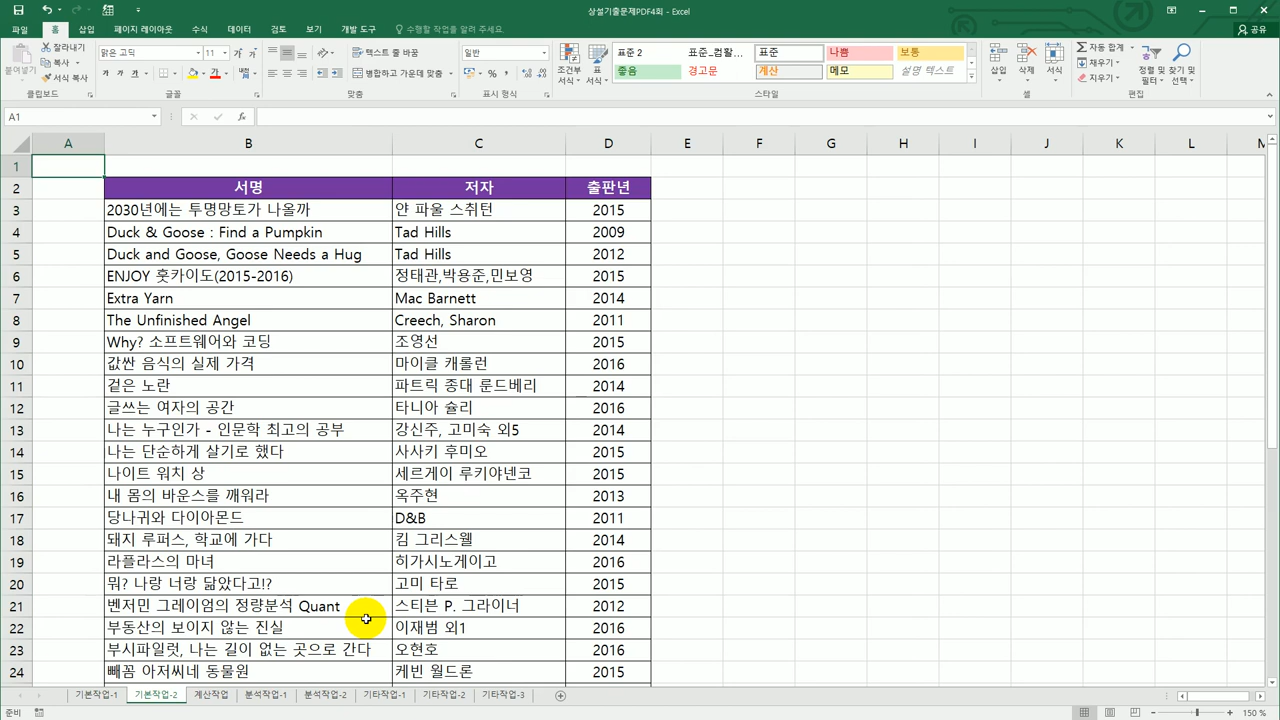 상설기출문제PDF4회 - Excel
파일 홈 삽입 페이지 레이아웃 수식 데이터 검토 보기 개발 도구 수행할 작업을 알려 주세요. 공유
붙여넣기 잘라내기 복사 서식 복사
맑은 고딕 11 가 가
텍스트 줄 바꿈
병합하고 가운데 맞춤
일반
조건부 서식 표 서식
표준 2 표준_컴활... 표준 나쁨 보통
좋음 경고문 계산 메모 설명 텍스트
삽입 삭제 서식
자동 합계 채우기 지우기
정렬 및 필터 찾기 및 선택
클립보드 글꼴 맞춤 표시 형식 스타일 셀 편집
A1 fx
A B C D E F G H I J K L M
1
2 서명 저자 출판년
3 2030년에는 투명망토가 나올까 얀 파울 스취턴 2015
4 Duck & Goose : Find a Pumpkin Tad Hills 2009
5 Duck and Goose, Goose Needs a Hug Tad Hills 2012
6 ENJOY 홋카이도(2015-2016) 정태관,박용준,민보영 2015
7 Extra Yarn Mac Barnett 2014
8 The Unfinished Angel Creech, Sharon 2011
9 Why? 소프트웨어와 코딩 조영선 2015
10 값싼 음식의 실제 가격 마이클 캐롤런 2016
11 겉은 노란 파트릭 종대 룬드베리 2014
12 글쓰는 여자의 공간 타니아 슐리 2016
13 나는 누구인가 - 인문학 최고의 공부 강신주, 고미숙 외5 2014
14 나는 단순하게 살기로 했다 사사키 후미오 2015
15 나이트 워치 상 세르게이 루키야넨코 2015
16 내 몸의 바운스를 깨워라 옥주현 2013
17 당나귀와 다이아몬드 D&B 2011
18 돼지 루퍼스, 학교에 가다 킴 그리스웰 2014
19 라플라스의 마녀 히가시노게이고 2016
20 뭐? 나랑 너랑 닮았다고!? 고미 타로 2015
21 벤저민 그레이엄의 정량분석 Quant 스티븐 P. 그라이너 2012
22 부동산의 보이지 않는 진실 이재범 외1 2016
23 부시파일럿, 나는 길이 없는 곳으로 간다 오현호 2016
24 빼꼼 아저씨네 동물원 케빈 월드론 2015
기본작업-1 기본작업-2 계산작업 분석작업-1 분석작업-2 기타작업-1 기타작업-2 기타작업-3
준비 150 %